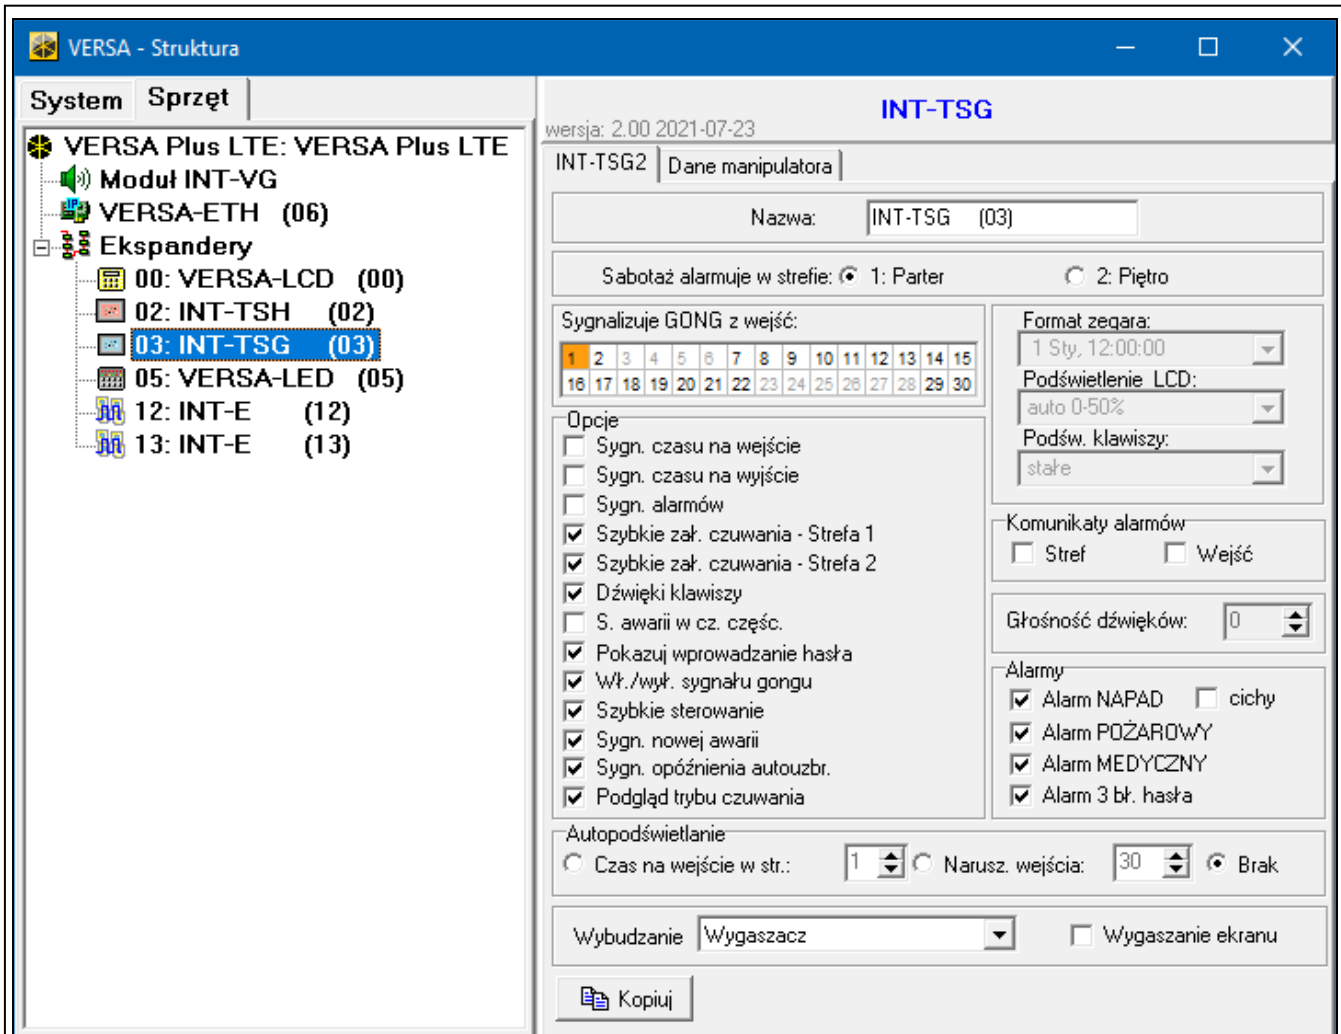 VERSA - Struktura
System Sprzęt
VERSA Plus LTE: VERSA Plus LTE
Moduł INT-VG
VERSA-ETH (06)
Ekspandery
00: VERSA-LCD (00)
02: INT-TSH (02)
03: INT-TSG (03)
05: VERSA-LED (05)
12: INT-E (12)
13: INT-E (13)
INT-TSG
wersja: 2.00 2021-07-23
INT-TSG2 Dane manipulatora
Nazwa: INT-TSG (03)
Sabotaż alarmuje w strefie: 1: Parter 2: Piętro
Sygnalizuje GONG z wejść:
1 2 3 4 5 6 7 8 9 10 11 12 13 14 15
16 17 18 19 20 21 22 23 24 25 26 27 28 29 30
Opcje
Sygn. czasu na wejście
Sygn. czasu na wyjście
Sygn. alarmów
Szybkie zał. czuwania - Strefa 1
Szybkie zał. czuwania - Strefa 2
Dźwięki klawiszy
S. awarii w cz. częśc.
Pokazuj wprowadzanie hasła
Wł./wył. sygnału gongu
Szybkie sterowanie
Sygn. nowej awarii
Sygn. opóźnienia autouzbr.
Podgląd trybu czuwania
Format zegara:
1 Sty, 12:00:00
Podświetlenie LCD:
auto 0-50%
Podśw. klawiszy:
stałe
Komunikaty alarmów
Stref Wejść
Głośność dźwięków: 0
Alarmy
Alarm NAPAD cichy
Alarm POŻAROWY
Alarm MEDYCZNY
Alarm 3 bł. hasła
Autopodświetlanie
Czas na wejście w str.: 1 Narusz. wejścia: 30 Brak
Wybudzanie Wygaszacz Wygaszanie ekranu
Kopiuj